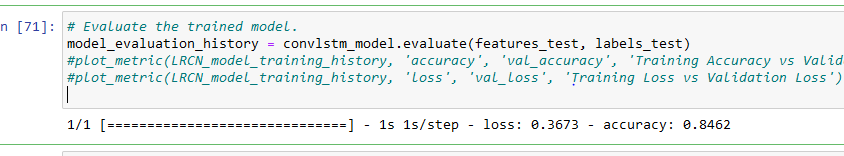 n [71]: # Evaluate the trained model.
model_evaluation_history = convlstm_model.evaluate(features_test, labels_test)
#plot_metric(LRCN_model_training_history, 'accuracy', 'val_accuracy', 'Training Accuracy vs Valid
#plot_metric(LRCN_model_training_history, 'loss', 'val_loss', 'Training Loss vs Validation Loss')
1/1 [==============================] - 1s 1s/step - loss: 0.3673 - accuracy: 0.8462